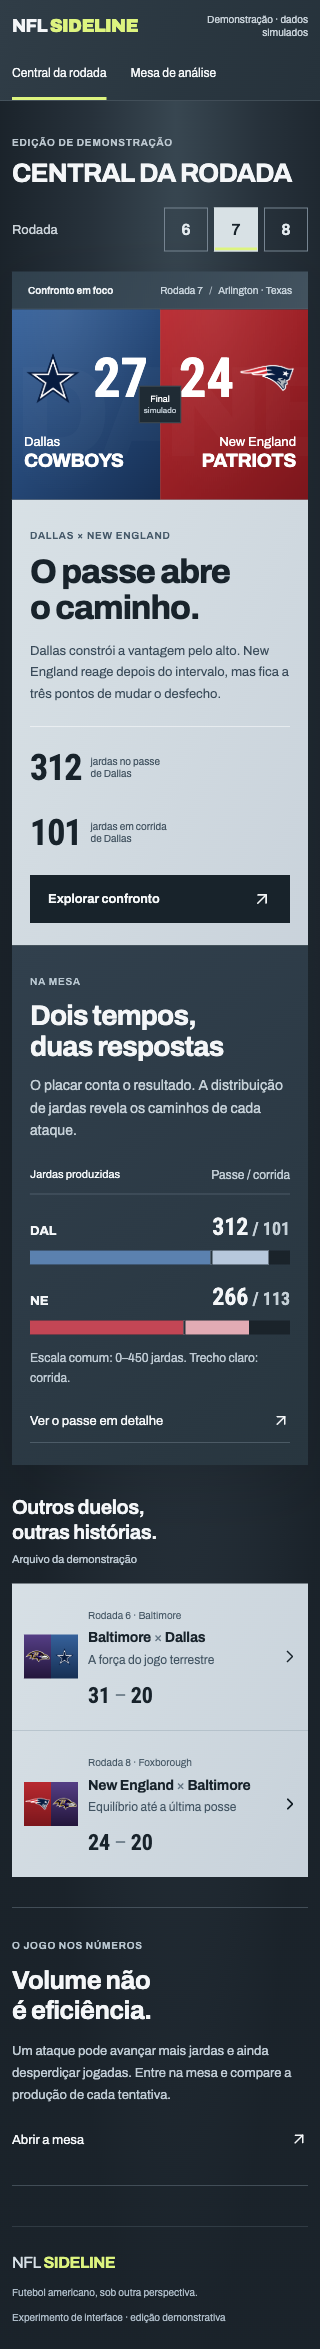 NFL SIDELINE
Demonstração · dados
simulados
Central da rodada
Mesa de análise
EDIÇÃO DE DEMONSTRAÇÃO
CENTRAL DA RODADA
Rodada
6
7
8
Confronto em foco
Rodada 7 / Arlington · Texas
27
24
Final
simulado
Dallas
COWBOYS
New England
PATRIOTS
DALLAS × NEW ENGLAND
O passe abre
o caminho.
Dallas constrói a vantagem pelo alto. New
England reage depois do intervalo, mas fica a
três pontos de mudar o desfecho.
312
jardas no passe
de Dallas
101
jardas em corrida
de Dallas
Explorar confronto
NA MESA
Dois tempos,
duas respostas
O placar conta o resultado. A distribuição
de jardas revela os caminhos de cada
ataque.
Jardas produzidas
Passe / corrida
DAL
312 / 101
NE
266 / 113
Escala comum: 0–450 jardas. Trecho claro:
corrida.
Ver o passe em detalhe
Outros duelos,
outras histórias.
Arquivo da demonstração
Rodada 6 · Baltimore
Baltimore × Dallas
A força do jogo terrestre
31 – 20
Rodada 8 · Foxborough
New England × Baltimore
Equilíbrio até a última posse
24 – 20
O JOGO NOS NÚMEROS
Volume não
é eficiência.
Um ataque pode avançar mais jardas e ainda
desperdiçar jogadas. Entre na mesa e compare a
produção de cada tentativa.
Abrir a mesa
NFL SIDELINE
Futebol americano, sob outra perspectiva.
Experimento de interface · edição demonstrativa